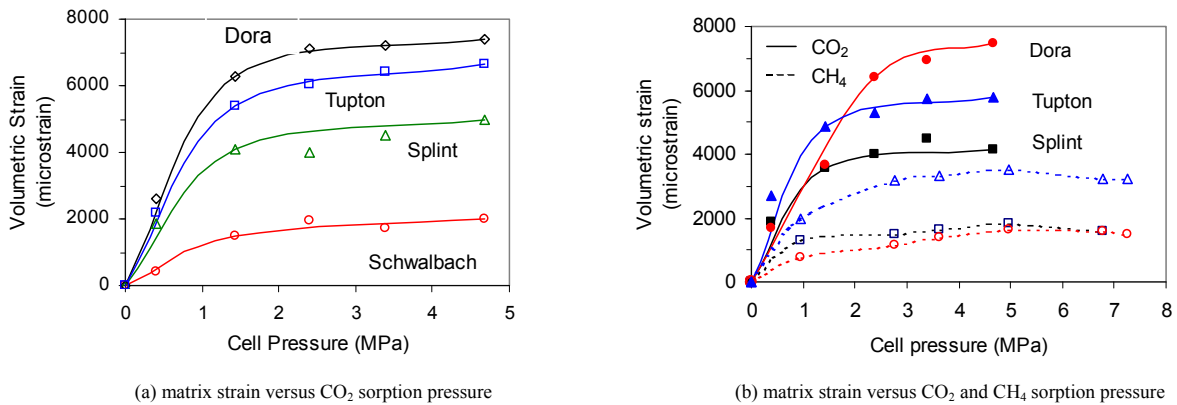 Volumetric Strain
(microstrain)
8000
6000
4000
2000
0
Dora
Tupton
Splint
Schwalbach
0 1 2 3 4 5
Cell Pressure (MPa)
(a) matrix strain versus CO₂ sorption pressure
Volumetric strain
(microstrain)
8000
6000
4000
2000
0
CO₂
CH₄
Dora
Tupton
Splint
0 1 2 3 4 5 6 7 8
Cell pressure (MPa)
(b) matrix strain versus CO₂ and CH₄ sorption pressure